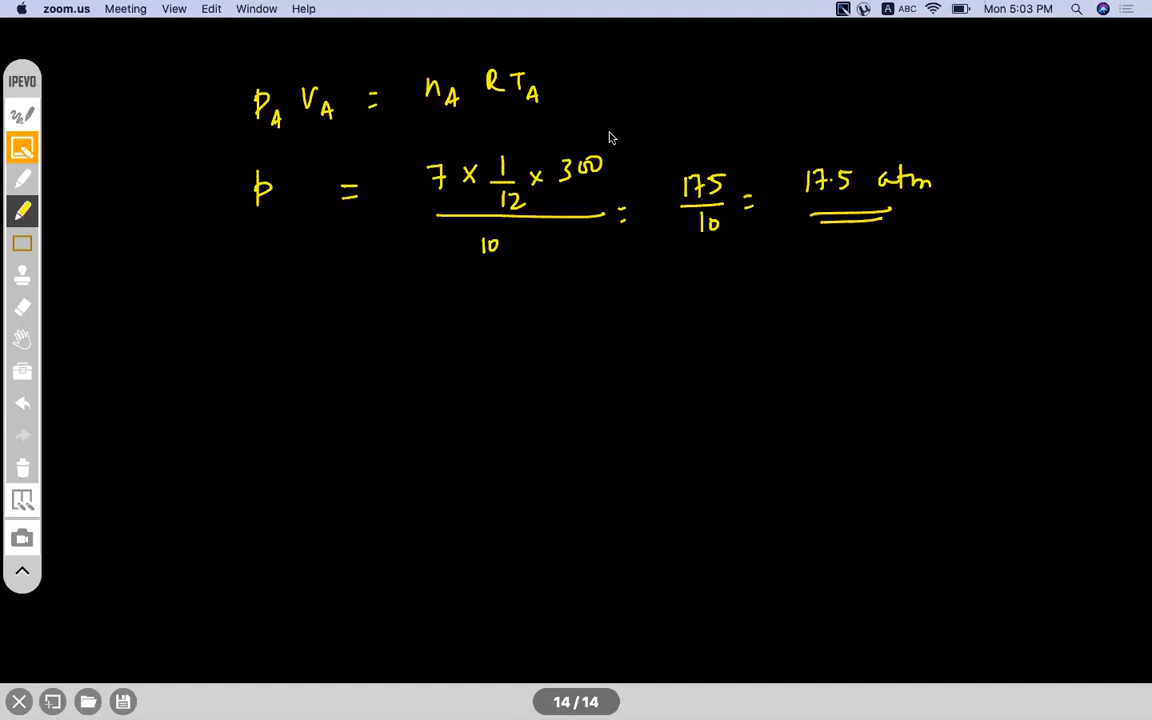 zoom.us Meeting View Edit Window Help A ABC Mon 5:03 PM
IPEVO
P_A V_A = n_A R T_A
p = (7 × 1/12 × 300) / 10 = 175/10 = 17.5 atm
14 / 14